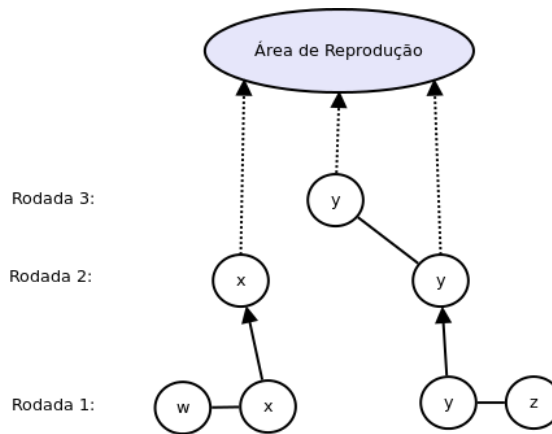 Área de Reprodução
Rodada 3:
y
Rodada 2:
x
y
Rodada 1:
w
x
y
z